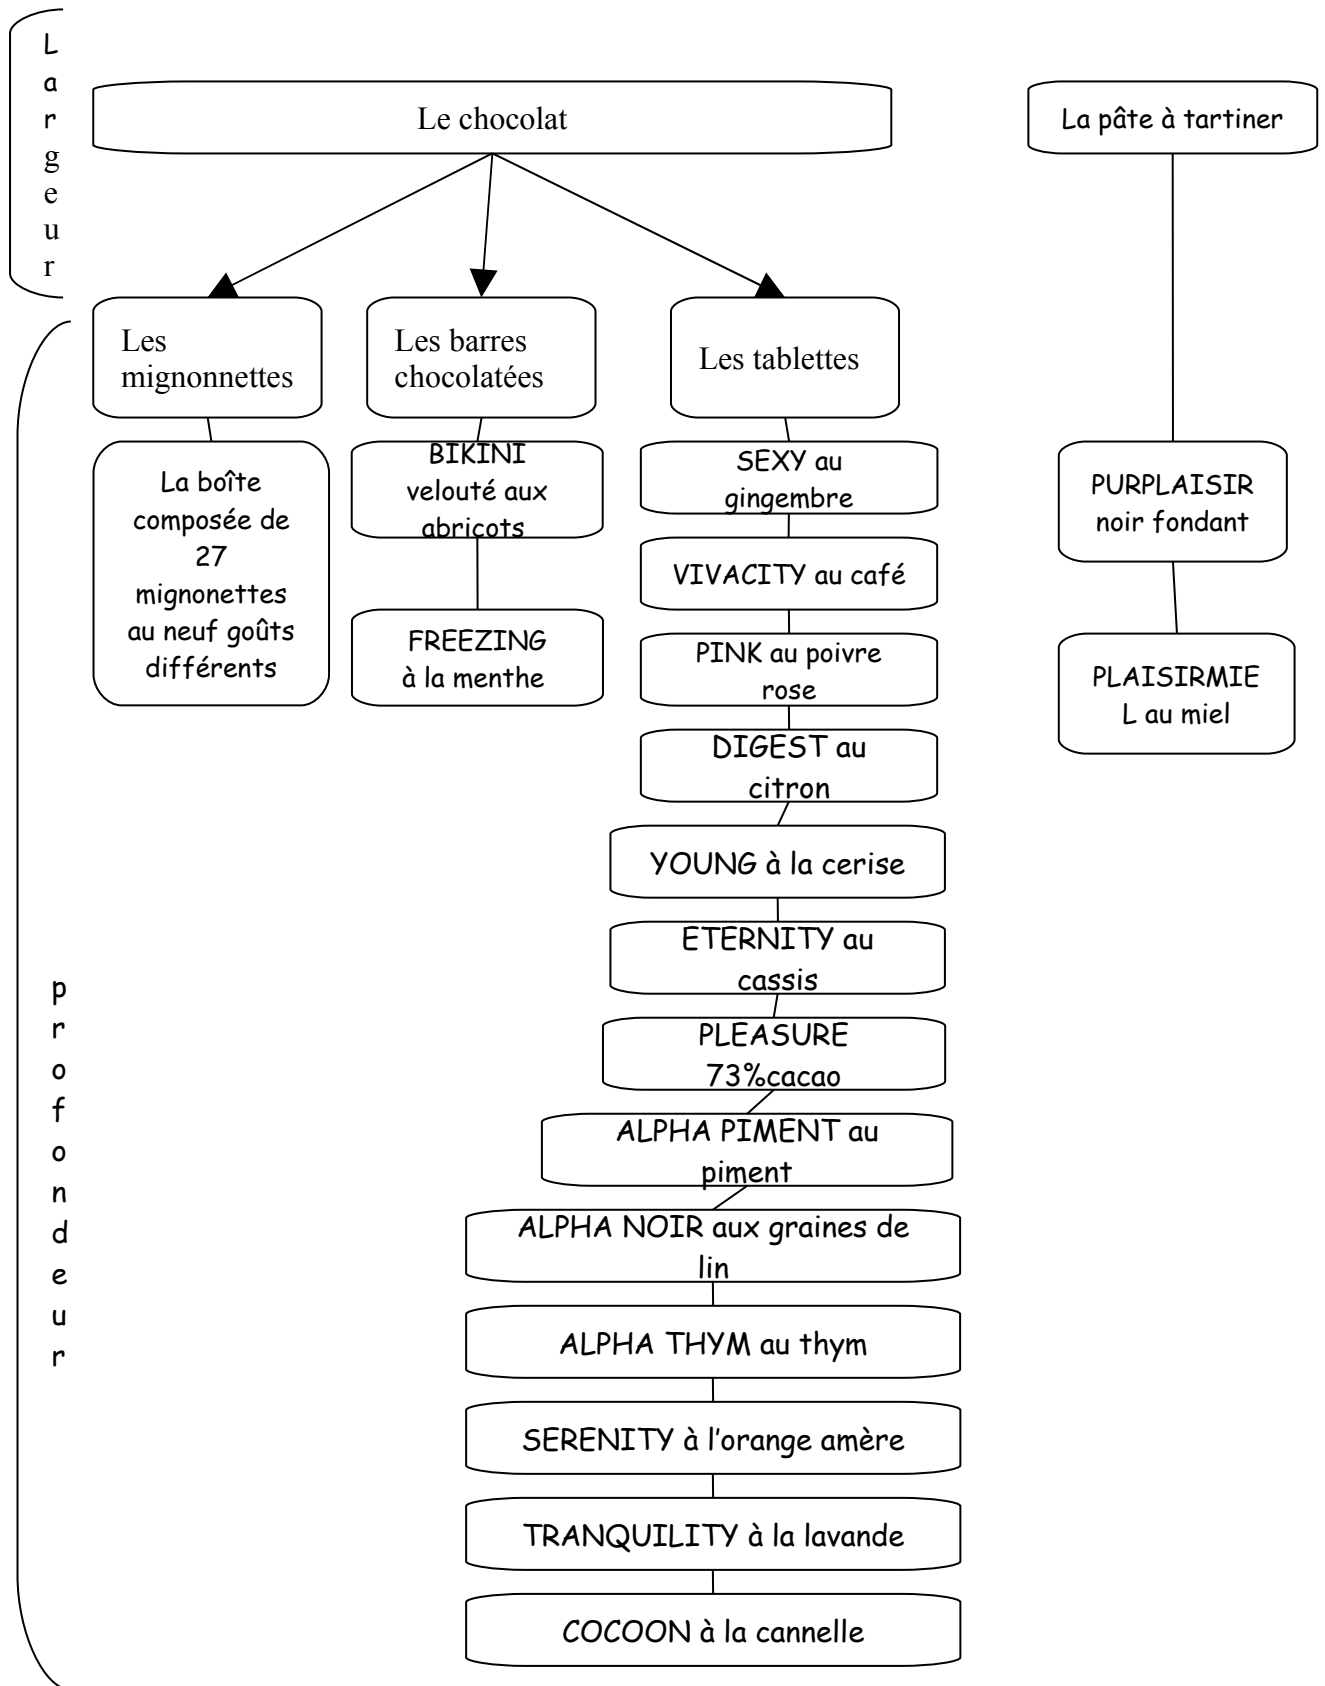 Largeur
Le chocolat
La pâte à tartiner
Les
mignonnettes
Les barres
chocolatées
Les tablettes
profondeur
La boîte
composée de
27
mignonettes
au neuf goûts
différents
BIKINI
velouté aux
abricots
FREEZING
à la menthe
SEXY au
gingembre
VIVACITY au café
PINK au poivre
rose
DIGEST au
citron
YOUNG à la cerise
ETERNITY au
cassis
PLEASURE
73%cacao
ALPHA PIMENT au
piment
ALPHA NOIR aux graines de
lin
ALPHA THYM au thym
SERENITY à l'orange amère
TRANQUILITY à la lavande
COCOON à la cannelle
PURPLAISIR
noir fondant
PLAISIRMIE
L au miel